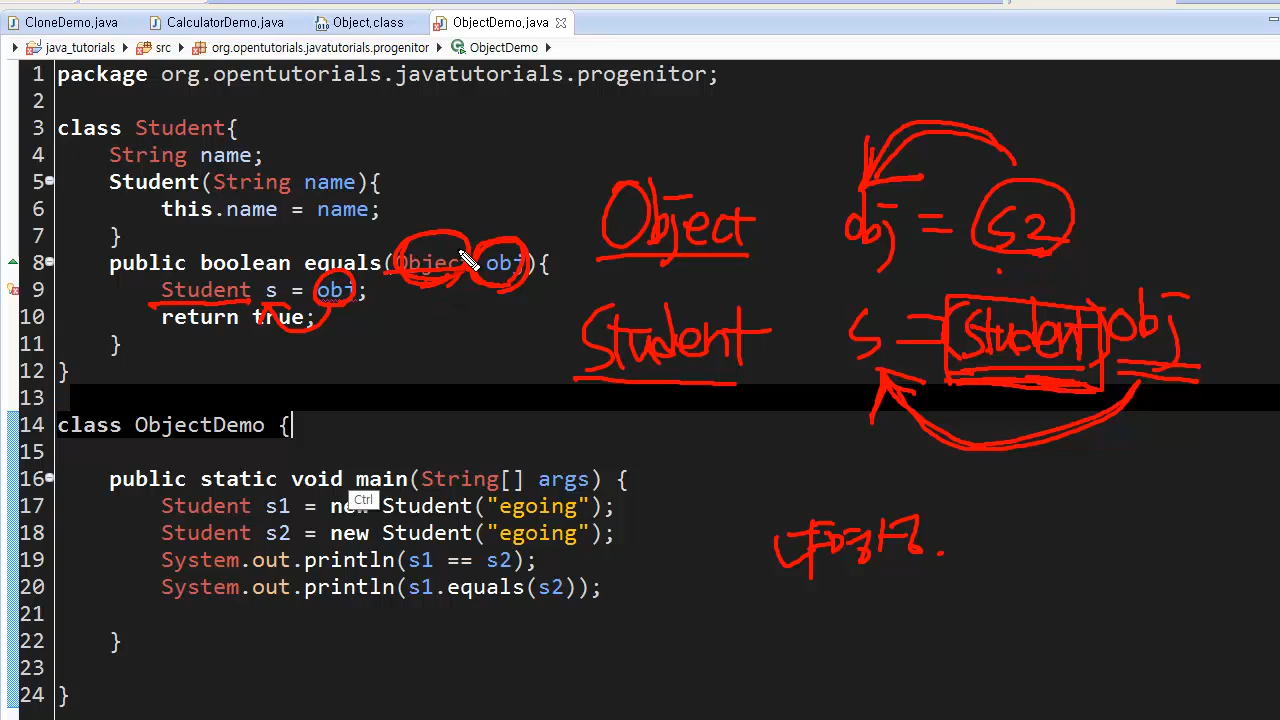 CloneDemo.java CalculatorDemo.java Object.class ObjectDemo.java
java_tutorials src org.opentutorials.javatutorials.progenitor ObjectDemo
1 package org.opentutorials.javatutorials.progenitor;
2
3 class Student{
4 String name;
5 Student(String name){
6 this.name = name;
7 }
8 public boolean equals(Object obj){
9 Student s = obj;
10 return true;
11 }
12 }
13
14 class ObjectDemo {
15
16 public static void main(String[] args) {
17 Student s1 = new Student("egoing");
Ctrl
18 Student s2 = new Student("egoing");
19 System.out.println(s1 == s2);
20 System.out.println(s1.equals(s2));
21
22 }
23
24 }
Object obj = s2
Student s = (Student) obj